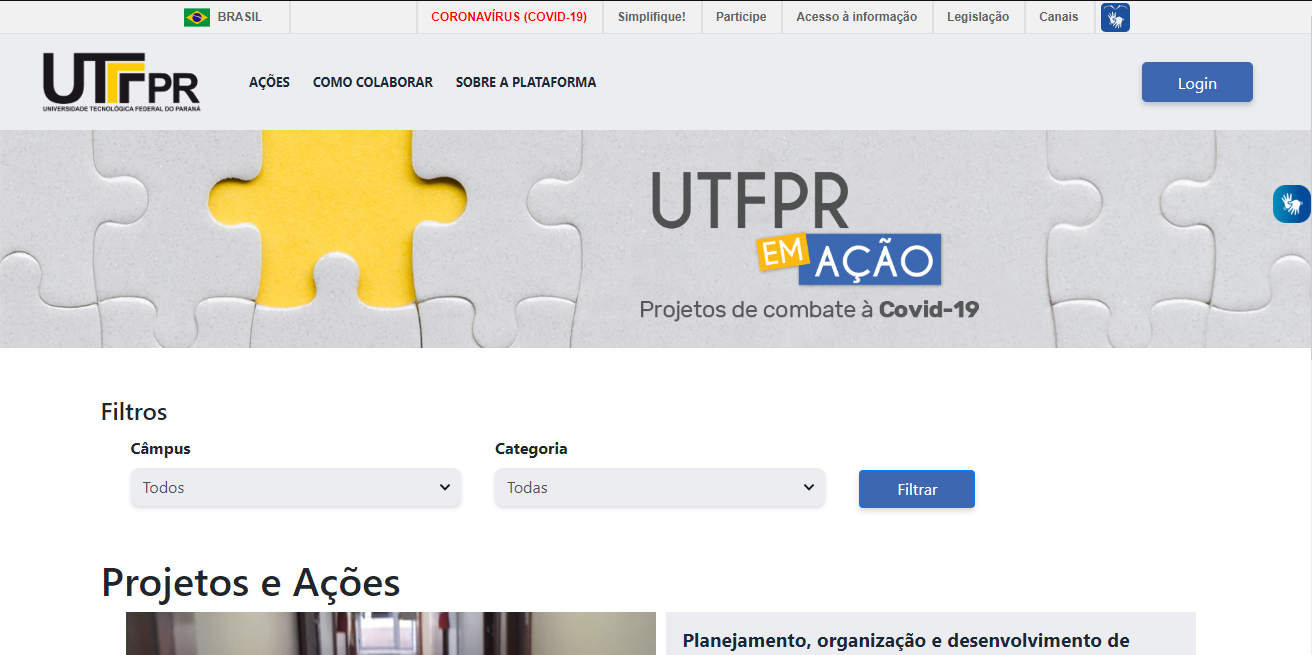 BRASIL
CORONAVÍRUS (COVID-19)
Simplifique!
Participe
Acesso à informação
Legislação
Canais
UTFPR
UNIVERSIDADE TECNOLÓGICA FEDERAL DO PARANÁ
AÇÕES
COMO COLABORAR
SOBRE A PLATAFORMA
Login
UTFPR
EM AÇÃO
Projetos de combate à Covid-19
Filtros
Câmpus
Categoria
Todos
Todas
Filtrar
Projetos e Ações
Planejamento, organização e desenvolvimento de